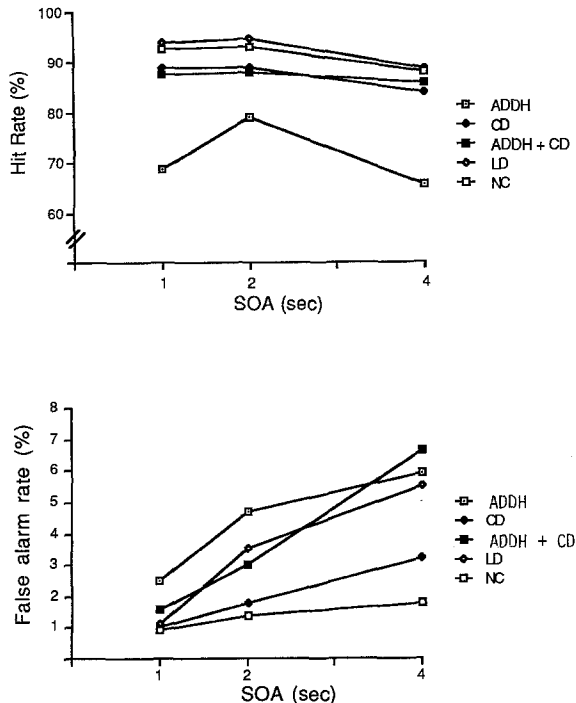 100
90
80
70
60
Hit Rate (%)
1 2 4
SOA (sec)
ADDH
CD
ADDH + CD
LD
NC
8
7
6
5
4
3
2
1
False alarm rate (%)
1 2 4
SOA (sec)
ADDH
CD
ADDH + CD
LD
NC